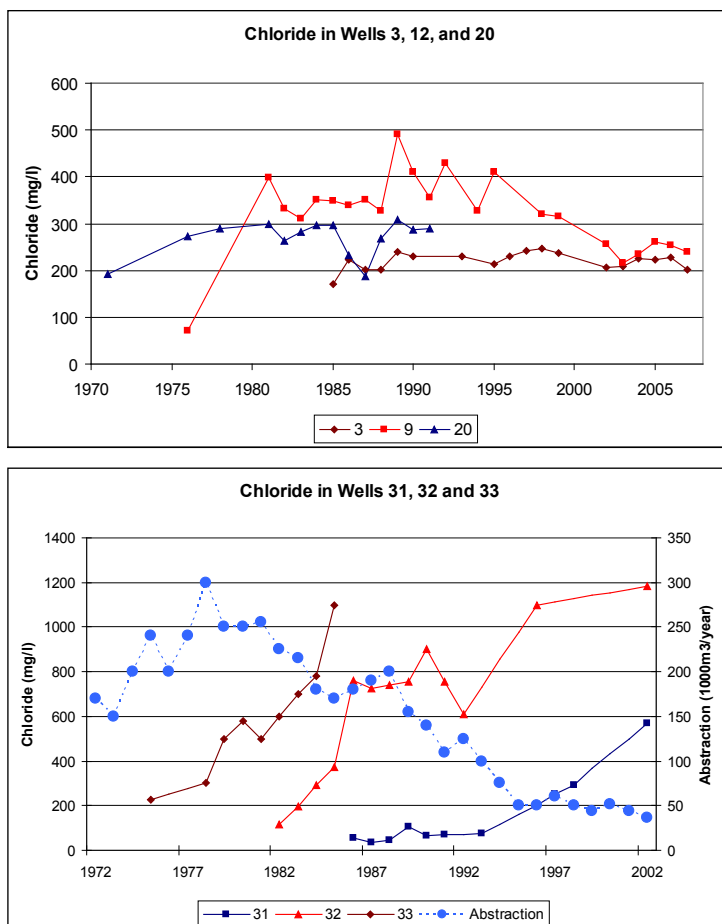 Chloride in Wells 3, 12, and 20
Chloride (mg/l)
600
500
400
300
200
100
0
1970 1975 1980 1985 1990 1995 2000 2005
3 9 20
Chloride in Wells 31, 32 and 33
Chloride (mg/l)
Abstraction (1000m3/year)
1400 350
1200 300
1000 250
800 200
600 150
400 100
200 50
0 0
1972 1977 1982 1987 1992 1997 2002
31 32 33 Abstraction